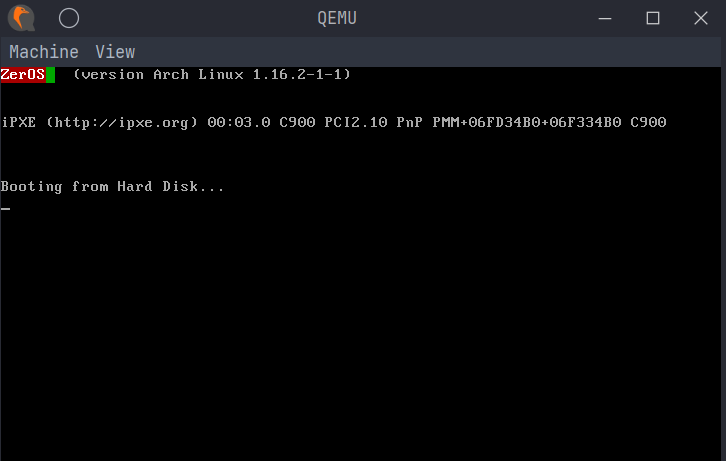 QEMU
Machine View
ZerOS (version Arch Linux 1.16.2-1-1)
iPXE (http://ipxe.org) 00:03.0 C900 PCI2.10 PnP PMM+06FD34B0+06F334B0 C900
Booting from Hard Disk...